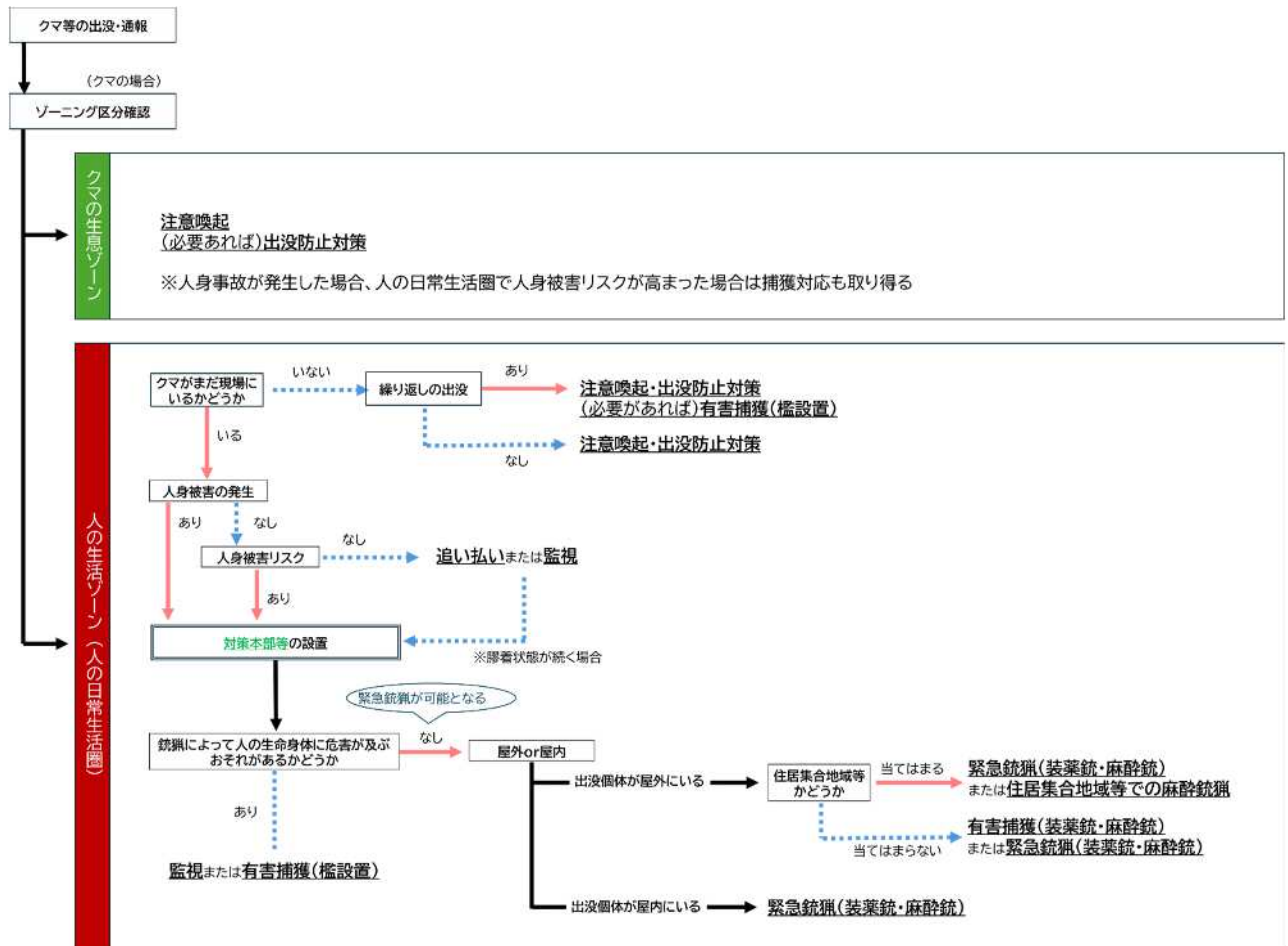 クマ等の出没・通報
(クマの場合)
ゾーニング区分確認
クマの生息ゾーン
注意喚起
(必要あれば)出没防止対策
※人身事故が発生した場合、人の日常生活圏で人身被害リスクが高まった場合は捕獲対応も取り得る
人の生活ゾーン(人の日常生活圏)
クマがまだ現場に
いるかどうか
いない
繰り返しの出没
あり
注意喚起・出没防止対策
(必要があれば)有害捕獲(檻設置)
なし
注意喚起・出没防止対策
いる
人身被害の発生
あり
なし
人身被害リスク
なし
追い払いまたは監視
あり
対策本部等の設置
※膠着状態が続く場合
緊急銃猟が可能となる
銃猟によって人の生命身体に危害が及ぶ
おそれがあるかどうか
なし
屋外or屋内
あり
監視または有害捕獲(檻設置)
出没個体が屋外にいる
住居集合地域等
かどうか
当てはまる
緊急銃猟(装薬銃・麻酔銃)
または住居集合地域等での麻酔銃猟
当てはまらない
有害捕獲(装薬銃・麻酔銃)
または緊急銃猟(装薬銃・麻酔銃)
出没個体が屋内にいる
緊急銃猟(装薬銃・麻酔銃)